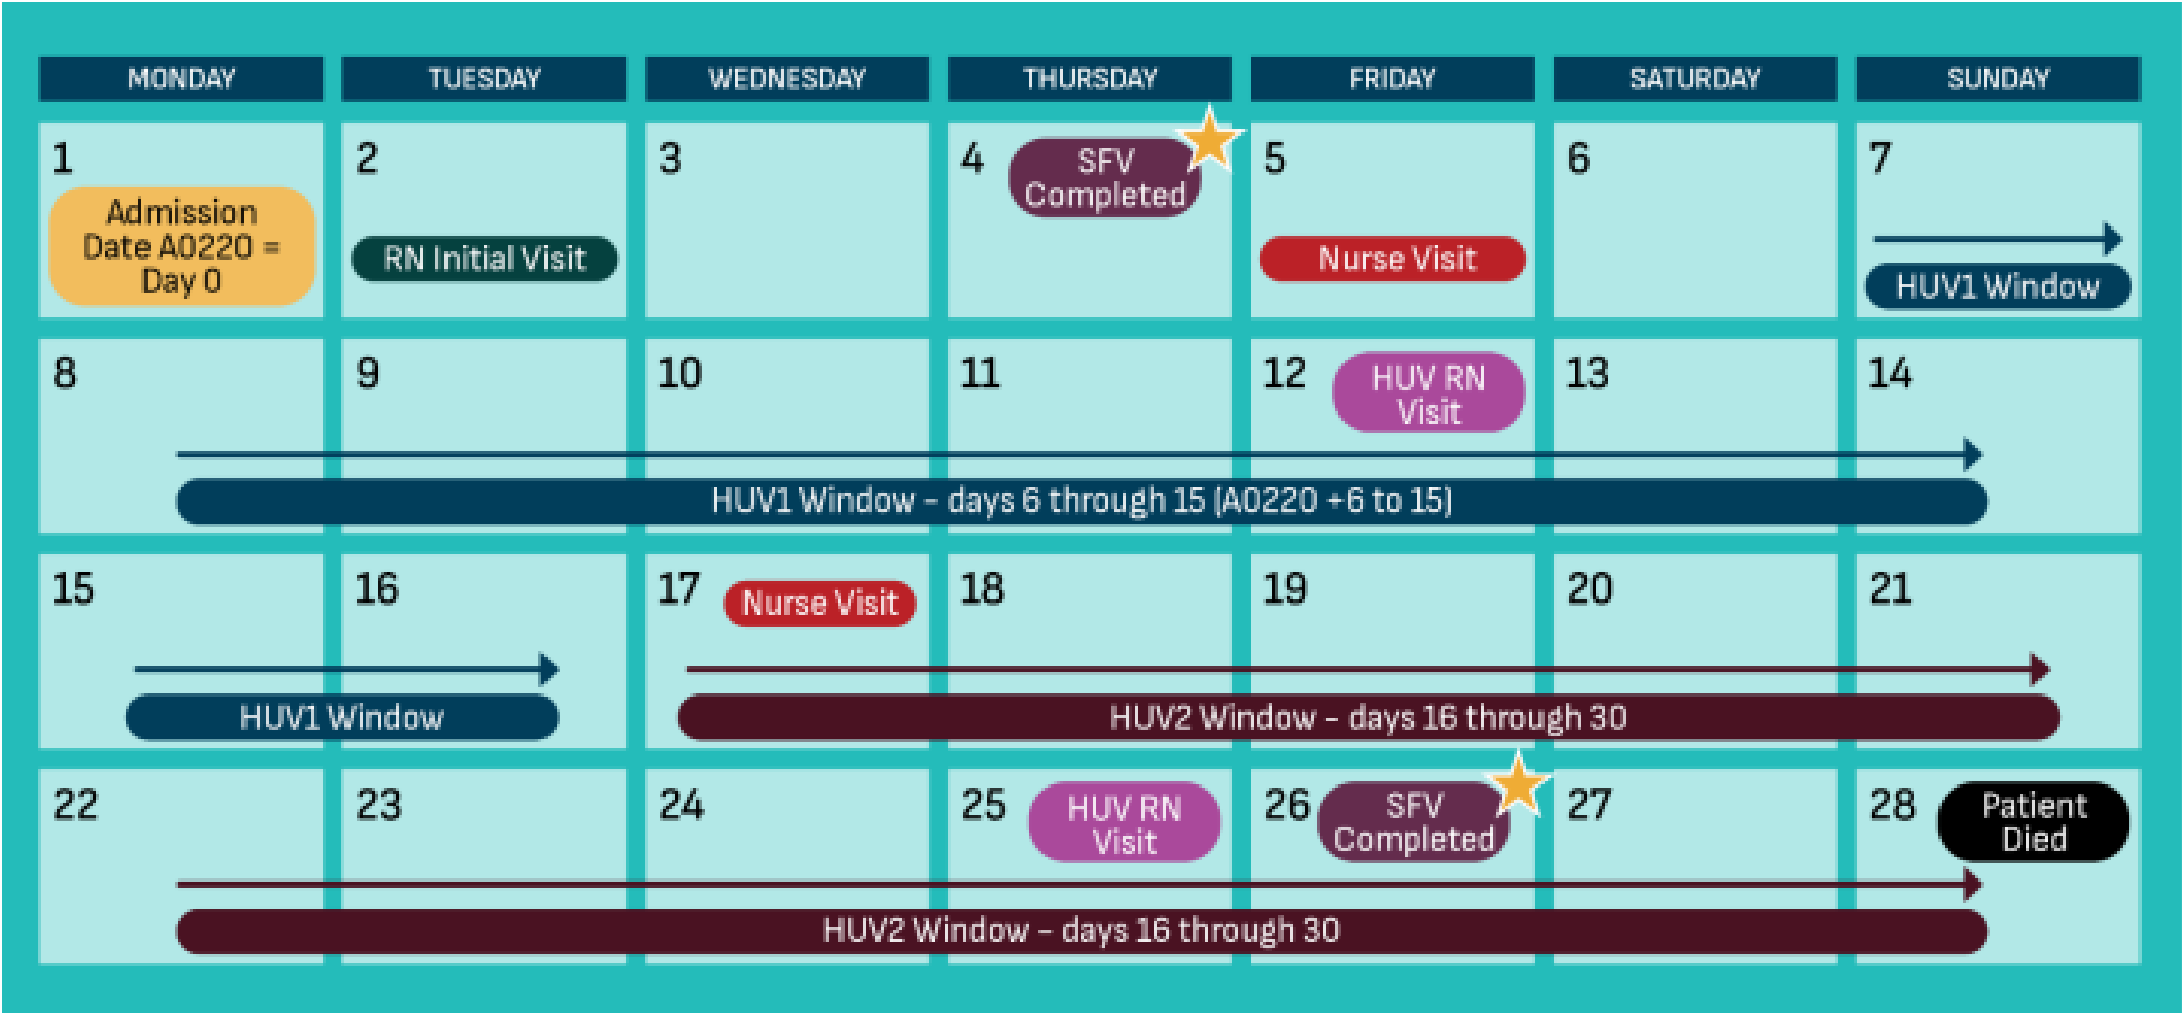 MONDAY
TUESDAY
WEDNESDAY
THURSDAY
FRIDAY
SATURDAY
SUNDAY
1
Admission
Date A0220 =
Day 0
2
RN Initial Visit
3
4
SFV
Completed
5
Nurse Visit
6
7
HUV1 Window
8
9
10
11
12
HUV RN
Visit
13
14
HUV1 Window – days 6 through 15 (A0220 +6 to 15)
15
16
HUV1 Window
17
Nurse Visit
18
19
20
21
HUV2 Window – days 16 through 30
22
23
24
25
HUV RN
Visit
26
SFV
Completed
27
28
Patient
Died
HUV2 Window – days 16 through 30